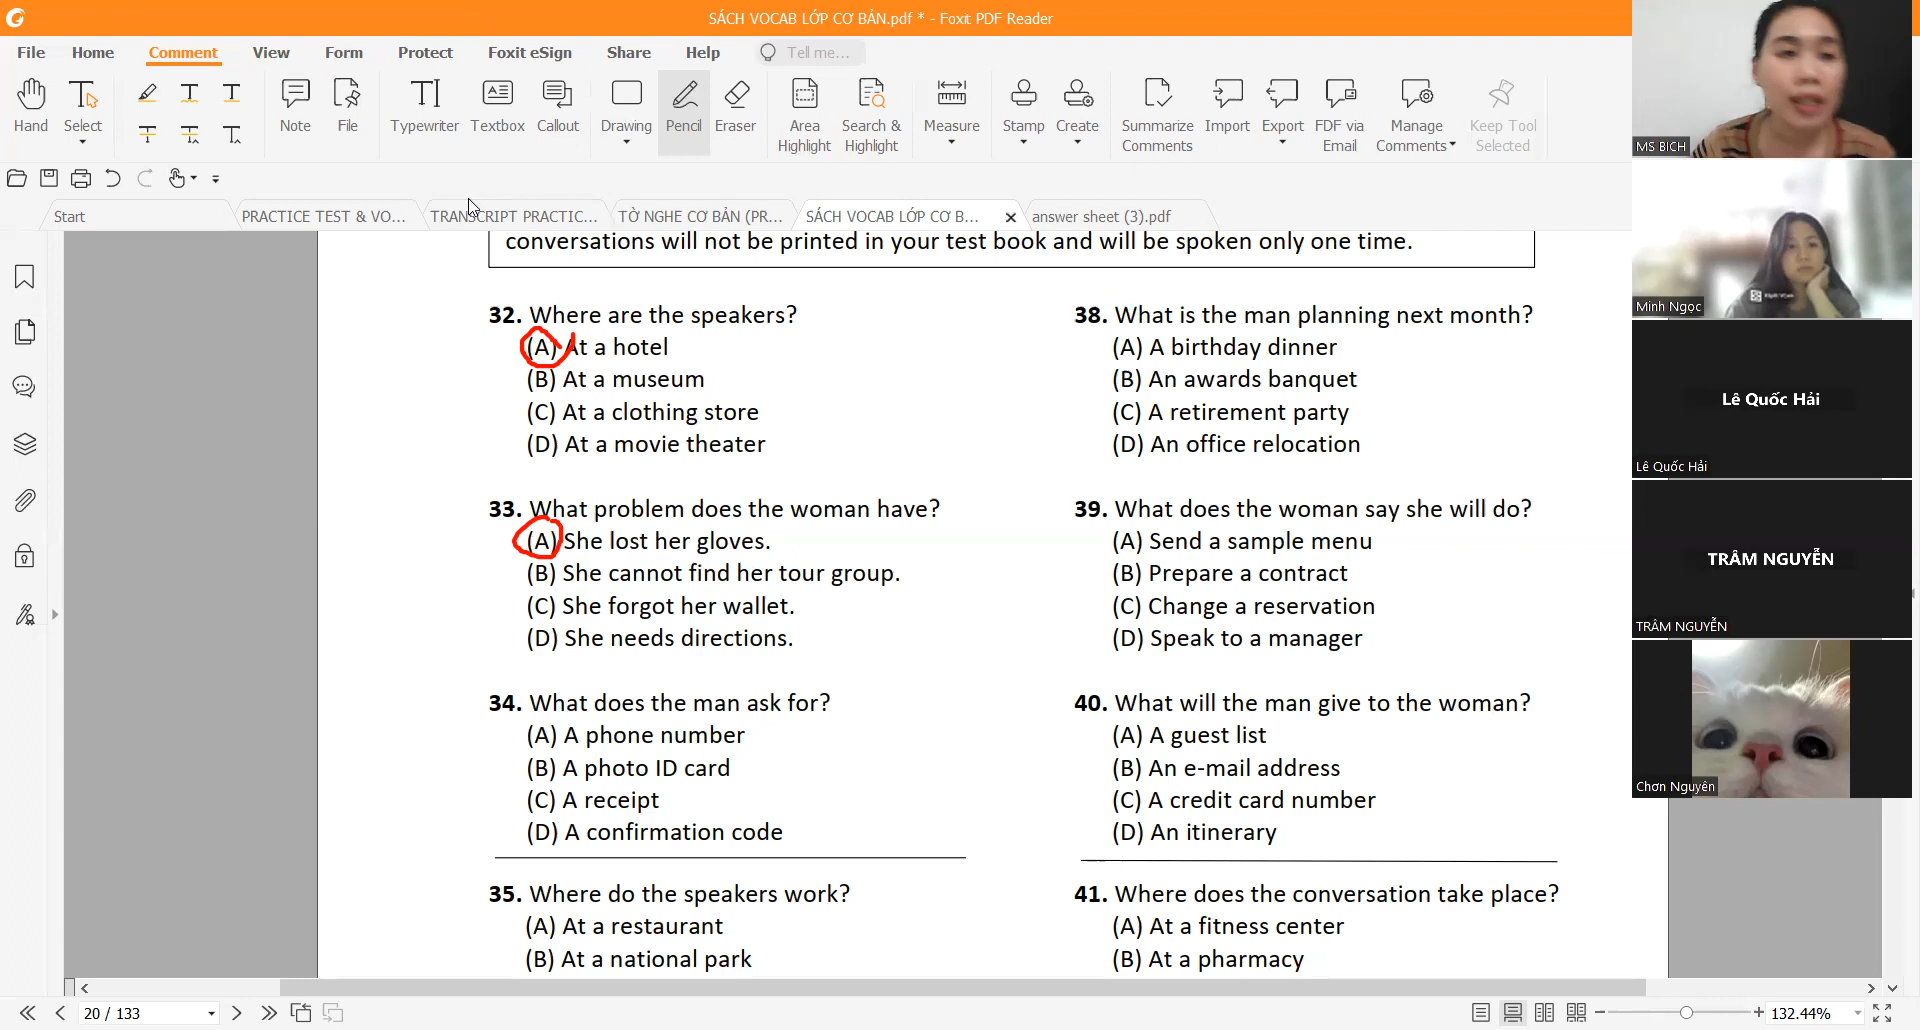 SÁCH VOCAB LỚP CƠ BẢN.pdf * - Foxit PDF Reader
File Home Comment View Form Protect Foxit eSign Share Help Tell me...
Hand Select Note File Typewriter Textbox Callout Drawing Pencil Eraser Area Highlight Search & Highlight Measure Stamp Create Summarize Comments Import Export FDF via Email Manage Comments Keep Tool Selected
Start PRACTICE TEST & VO... TRANSCRIPT PRACTIC... TỜ NGHE CƠ BẢN (PR... SÁCH VOCAB LỚP CƠ B... answer sheet (3).pdf
conversations will not be printed in your test book and will be spoken only one time.
32. Where are the speakers?
(A) At a hotel
(B) At a museum
(C) At a clothing store
(D) At a movie theater
33. What problem does the woman have?
(A) She lost her gloves.
(B) She cannot find her tour group.
(C) She forgot her wallet.
(D) She needs directions.
34. What does the man ask for?
(A) A phone number
(B) A photo ID card
(C) A receipt
(D) A confirmation code
35. Where do the speakers work?
(A) At a restaurant
(B) At a national park
38. What is the man planning next month?
(A) A birthday dinner
(B) An awards banquet
(C) A retirement party
(D) An office relocation
39. What does the woman say she will do?
(A) Send a sample menu
(B) Prepare a contract
(C) Change a reservation
(D) Speak to a manager
40. What will the man give to the woman?
(A) A guest list
(B) An e-mail address
(C) A credit card number
(D) An itinerary
41. Where does the conversation take place?
(A) At a fitness center
(B) At a pharmacy
MS BICH
Minh Ngọc
Lê Quốc Hải
Lê Quốc Hải
TRÂM NGUYỄN
TRÂM NGUYỄN
Chơn Nguyên
20 / 133
132.44%